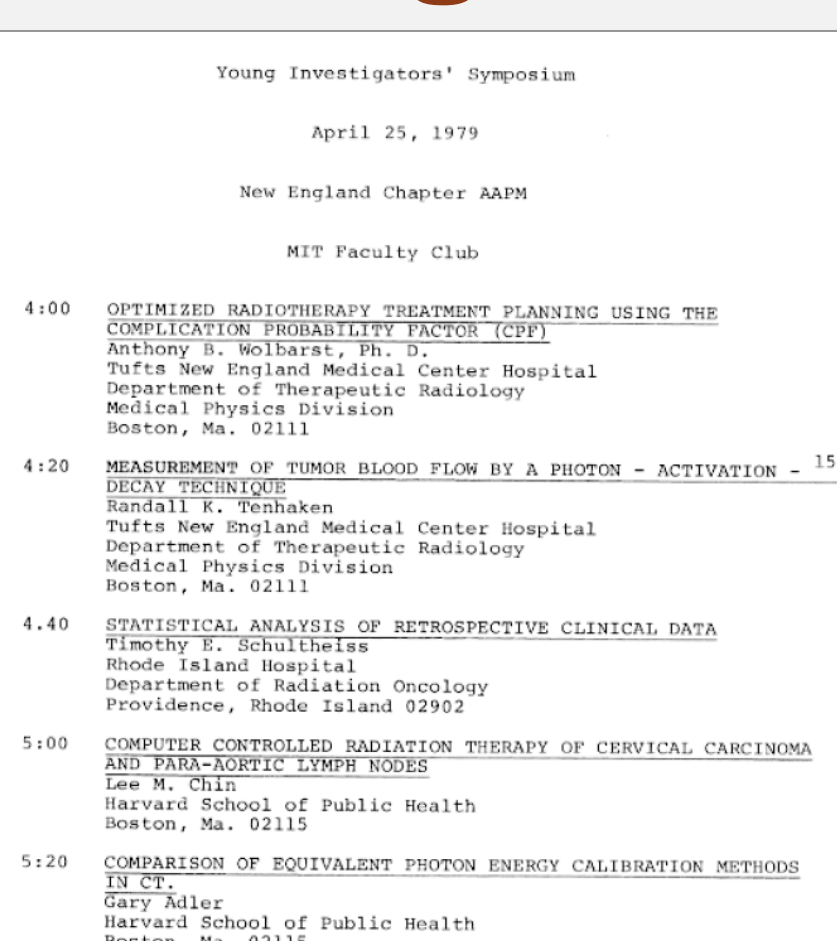 Young Investigators' Symposium
April 25, 1979
New England Chapter AAPM
MIT Faculty Club
4:00 OPTIMIZED RADIOTHERAPY TREATMENT PLANNING USING THE
COMPLICATION PROBABILITY FACTOR (CPF)
Anthony B. Wolbarst, Ph. D.
Tufts New England Medical Center Hospital
Department of Therapeutic Radiology
Medical Physics Division
Boston, Ma. 02111
4:20 MEASUREMENT OF TUMOR BLOOD FLOW BY A PHOTON - ACTIVATION - 15
DECAY TECHNIQUE
Randall K. Tenhaken
Tufts New England Medical Center Hospital
Department of Therapeutic Radiology
Medical Physics Division
Boston, Ma. 02111
4.40 STATISTICAL ANALYSIS OF RETROSPECTIVE CLINICAL DATA
Timothy E. Schultheiss
Rhode Island Hospital
Department of Radiation Oncology
Providence, Rhode Island 02902
5:00 COMPUTER CONTROLLED RADIATION THERAPY OF CERVICAL CARCINOMA
AND PARA-AORTIC LYMPH NODES
Lee M. Chin
Harvard School of Public Health
Boston, Ma. 02115
5:20 COMPARISON OF EQUIVALENT PHOTON ENERGY CALIBRATION METHODS
IN CT.
Gary Adler
Harvard School of Public Health
Boston, Ma. 02115